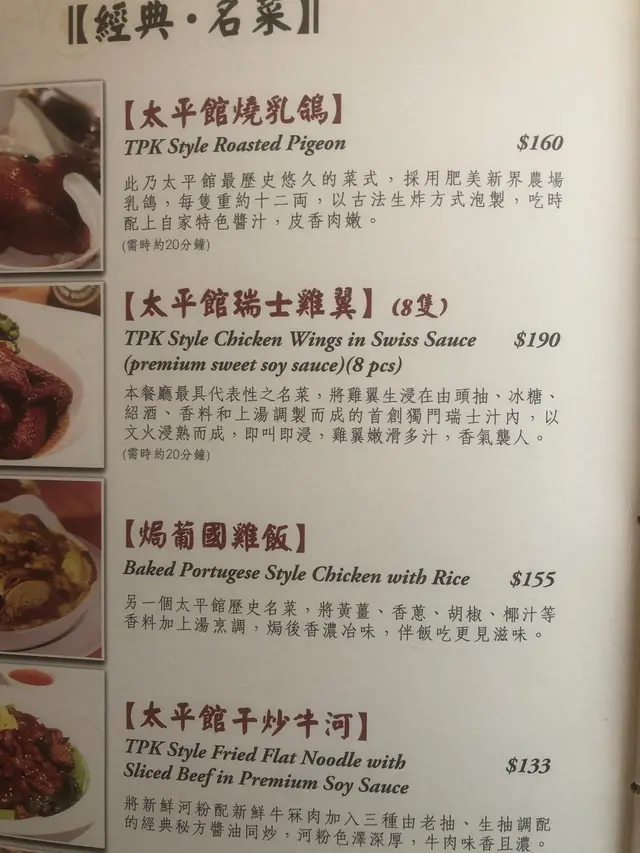 【經典·名菜】
【太平館燒乳鴿】
TPK Style Roasted Pigeon $160
此乃太平館最歷史悠久的菜式，採用肥美新界農場
乳鴿，每隻重約十二両，以古法生炸方式泡製，吃時
配上自家特色醬汁，皮香肉嫩。
(需時約20分鐘)
【太平館瑞士雞翼】(8隻)
TPK Style Chicken Wings in Swiss Sauce $190
(premium sweet soy sauce)(8 pcs)
本餐廳最具代表性之名菜，將雞翼生浸在由頭抽、冰糖、
紹酒、香料和上湯調製而成的首創獨門瑞士汁內，以
文火浸熟而成，即叫即浸，雞翼嫩滑多汁，香氣襲人。
(需時約20分鐘)
【焗葡國雞飯】
Baked Portugese Style Chicken with Rice $155
另一個太平館歷史名菜，將黃薑、香蔥、胡椒、椰汁等
香料加上湯烹調，焗後香濃冶味，伴飯吃更見滋味。
【太平館干炒牛河】
TPK Style Fried Flat Noodle with
Sliced Beef in Premium Soy Sauce $133
將新鮮河粉配新鮮牛冧肉加入三種由老抽、生抽調配
的經典秘方醬油同炒，河粉色澤深厚，牛肉味香且濃。